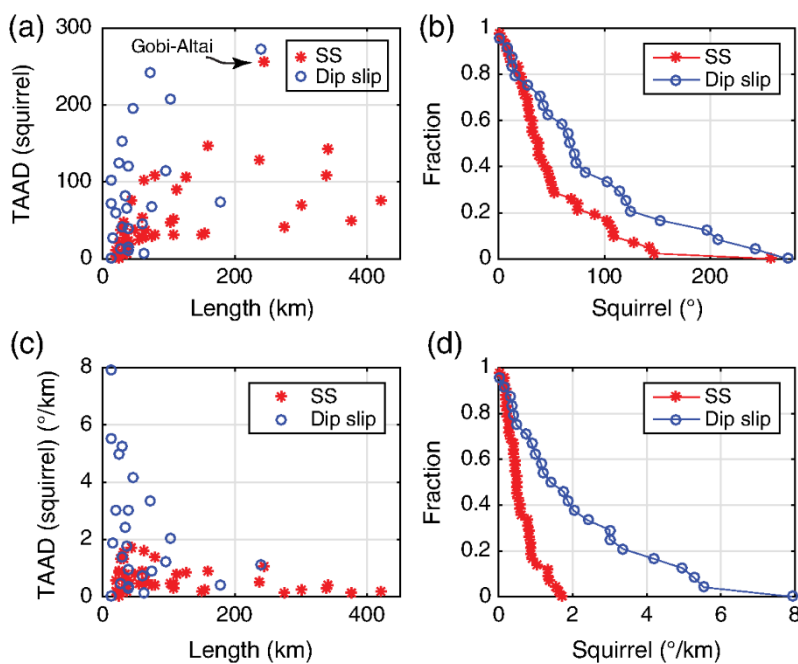 (a)
300
200
100
0
TAAD (squirrel)
Gobi-Altai
SS
Dip slip
0
200
400
Length (km)
(b)
1
0.8
0.6
0.4
0.2
0
Fraction
SS
Dip slip
0
100
200
Squirrel (°)
(c)
8
6
4
2
0
TAAD (squirrel) (°/km)
SS
Dip slip
0
200
400
Length (km)
(d)
1
0.8
0.6
0.4
0.2
0
Fraction
SS
Dip slip
0
2
4
6
8
Squirrel (°/km)